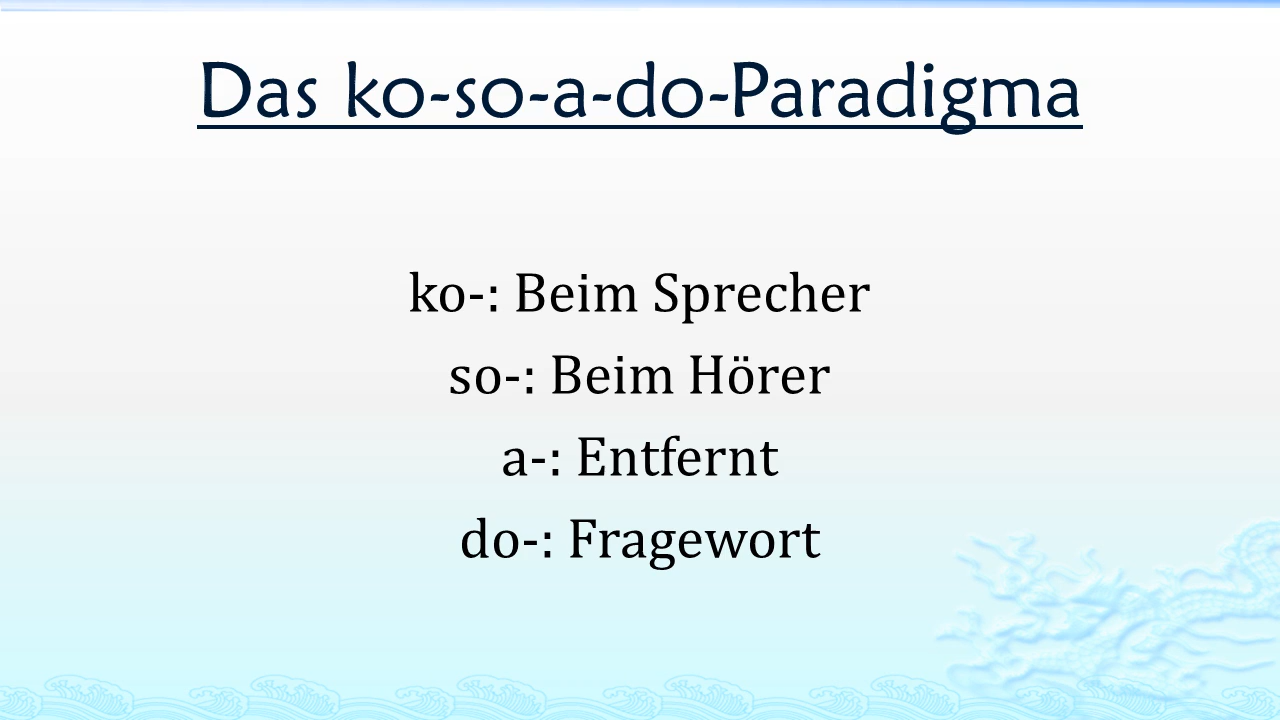 Das ko-so-a-do-Paradigma
ko-: Beim Sprecher
so-: Beim Hörer
a-: Entfernt
do-: Fragewort